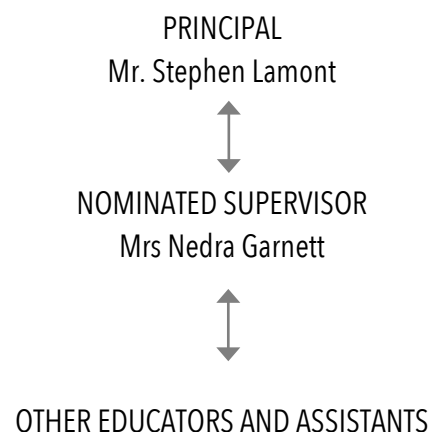 PRINCIPAL
Mr. Stephen Lamont
NOMINATED SUPERVISOR
Mrs Nedra Garnett
OTHER EDUCATORS AND ASSISTANTS